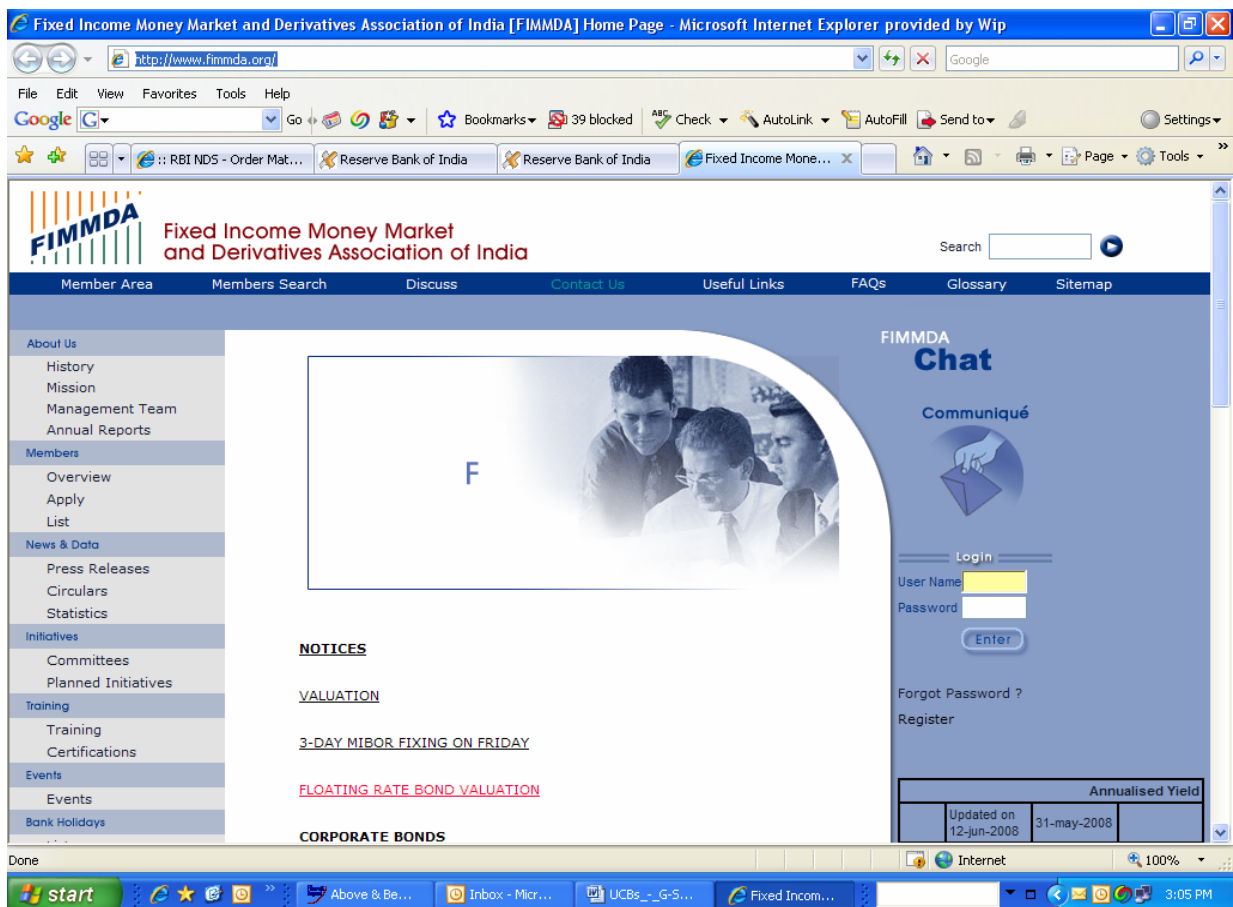 Fixed Income Money Market and Derivatives Association of India [FIMMDA] Home Page - Microsoft Internet Explorer provided by Wip
http://www.fimmda.org/
Google
File Edit View Favorites Tools Help
Google G Go Bookmarks 39 blocked ABC Check AutoLink AutoFill Send to Settings
:: RBI NDS - Order Mat... Reserve Bank of India Reserve Bank of India Fixed Income Mone... X Page Tools »
FIMMDA
Fixed Income Money Market
and Derivatives Association of India
Search
Member Area Members Search Discuss Contact Us Useful Links FAQs Glossary Sitemap
About Us
History
Mission
Management Team
Annual Reports
Members
Overview
Apply
List
News & Data
Press Releases
Circulars
Statistics
Initiatives
Committees
Planned Initiatives
Training
Training
Certifications
Events
Events
Bank Holidays
F
NOTICES
VALUATION
3-DAY MIBOR FIXING ON FRIDAY
FLOATING RATE BOND VALUATION
CORPORATE BONDS
FIMMDA
Chat
Communiqué
Login
User Name
Password
Enter
Forgot Password ?
Register
Annualised Yield
Updated on
12-jun-2008
31-may-2008
Done Internet 100%
start » Above & Be... Inbox - Micr... UCBs_-_G-S... Fixed Incom... 3:05 PM